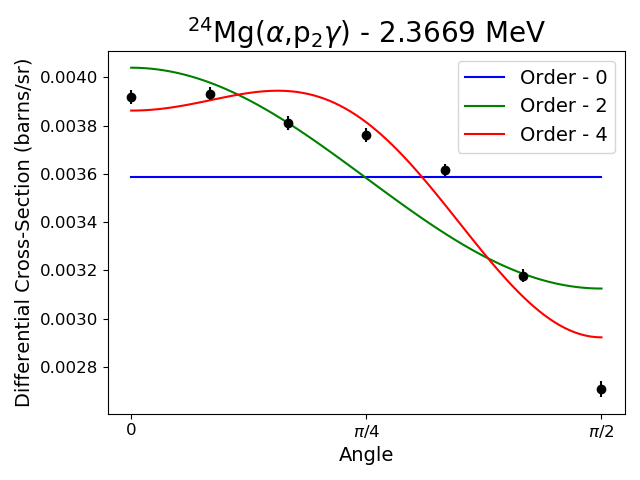 ²⁴Mg(α,p₂γ) - 2.3669 MeV
Order - 0
Order - 2
Order - 4
Differential Cross-Section (barns/sr)
0.0040
0.0038
0.0036
0.0034
0.0032
0.0030
0.0028
0
π/4
π/2
Angle